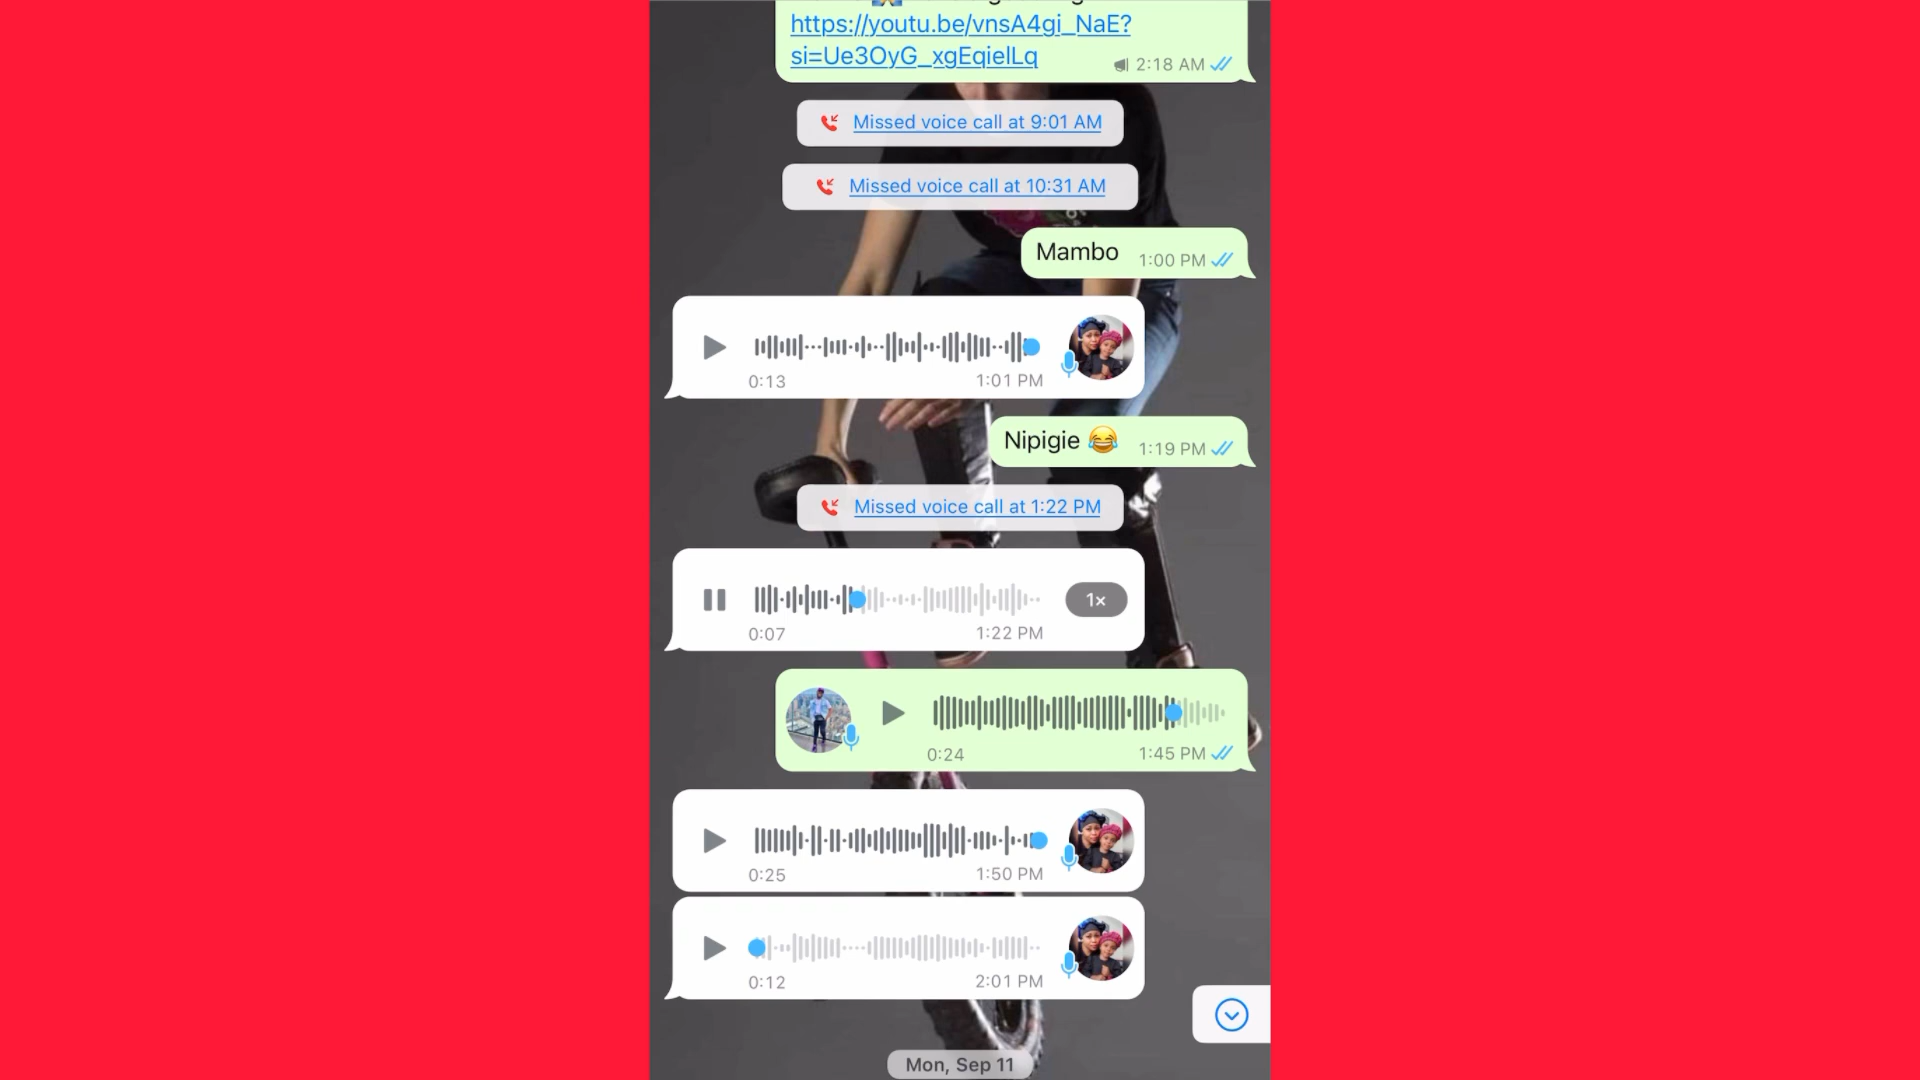 https://youtu.be/vnsA4gi_NaE?
si=Ue3OyG_xgEqielLq
2:18 AM
Missed voice call at 9:01 AM
Missed voice call at 10:31 AM
Mambo 1:00 PM
0:13 1:01 PM
Nipigie 😂 1:19 PM
Missed voice call at 1:22 PM
1×
0:07 1:22 PM
0:24 1:45 PM
0:25 1:50 PM
0:12 2:01 PM
Mon, Sep 11